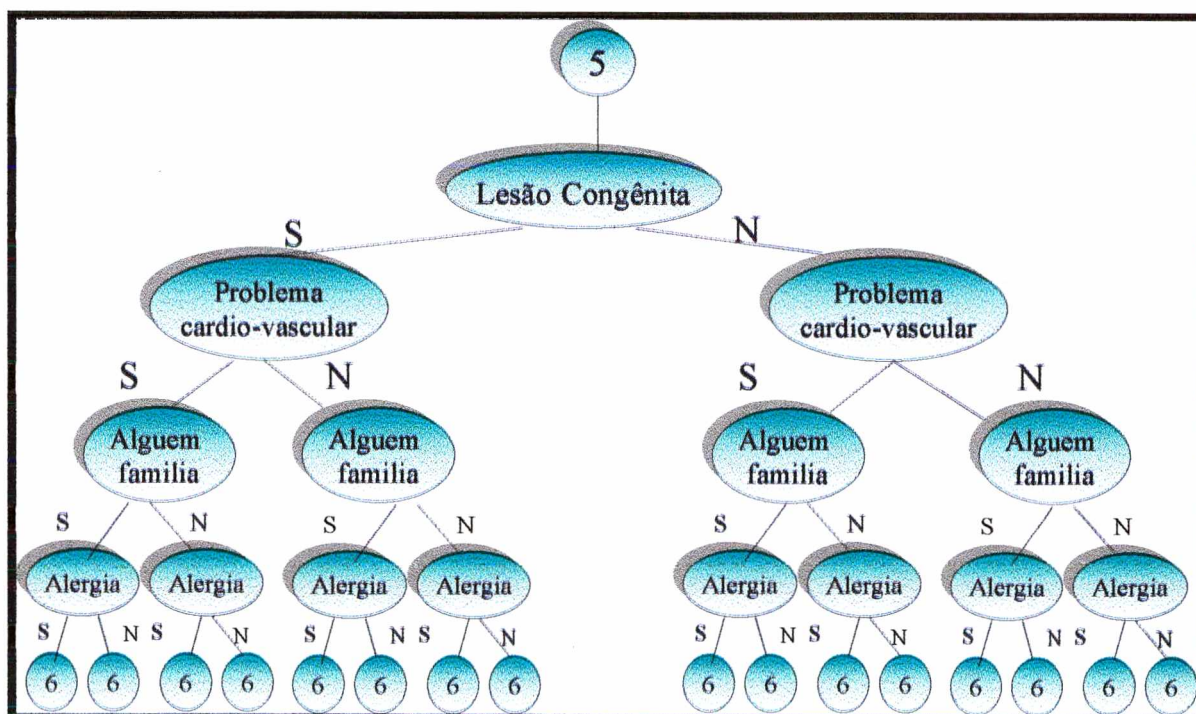 5
Lesão Congênita
S N
Problema
cardio-vascular
Problema
cardio-vascular
S N S N
Alguem
familia
Alguem
familia
Alguem
familia
Alguem
familia
S N S N S N S N
Alergia Alergia Alergia Alergia Alergia Alergia Alergia Alergia
S N S N S N S N S N S N S N S N
6 6 6 6 6 6 6 6 6 6 6 6 6 6 6 6